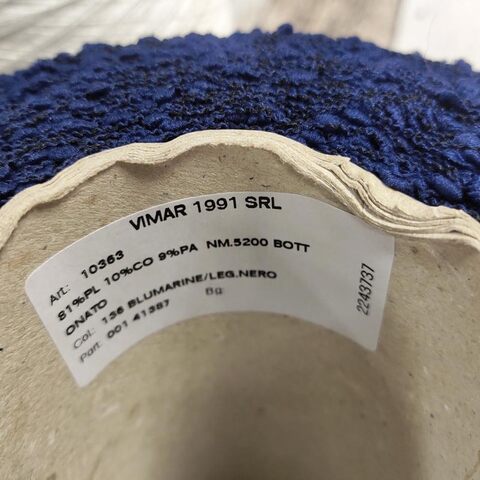 VIMAR 1991 SRL
Art: 10363
81%PL 10%CO 9%PA NM.5200 BOTT
ONATO
Col: 136 BLUMARINE/LEG.NERO
Part: 001 41387 Bg:
2243737